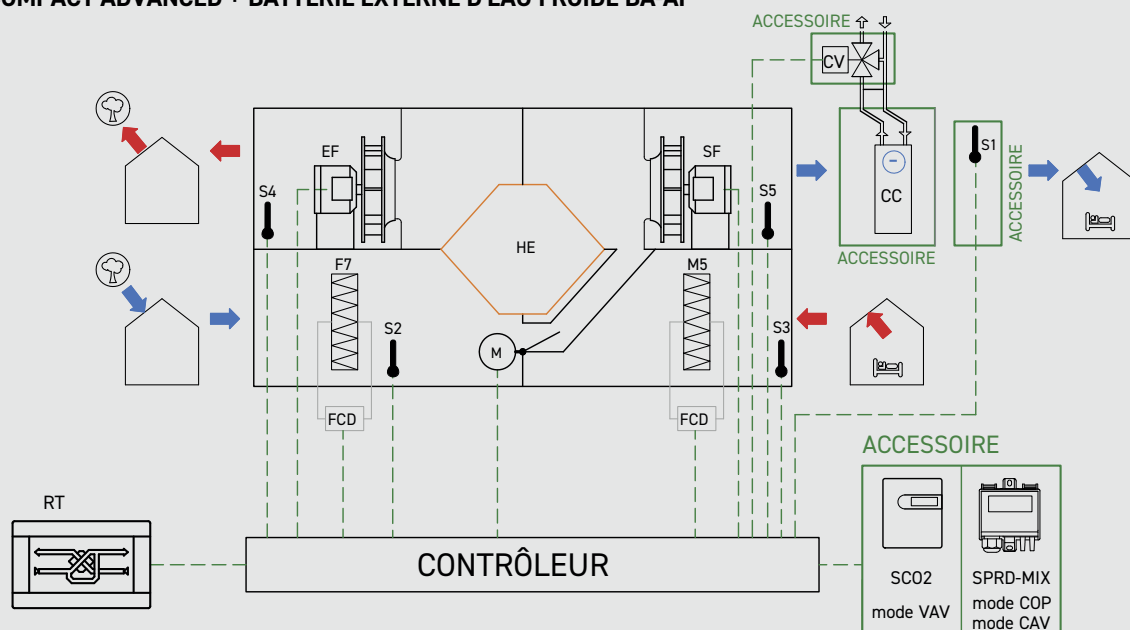 COMPACT ADVANCED + BATTERIE EXTERNE D'EAU FROIDE BA-AF
ACCESSOIRE
CV
EF
SF
S1
S4
S5
CC
ACCESSOIRE
HE
ACCESSOIRE
F7
M5
S2
S3
M
FCD
FCD
ACCESSOIRE
RT
CONTRÔLEUR
SCO2
SPRD-MIX
mode VAV
mode COP
mode CAV